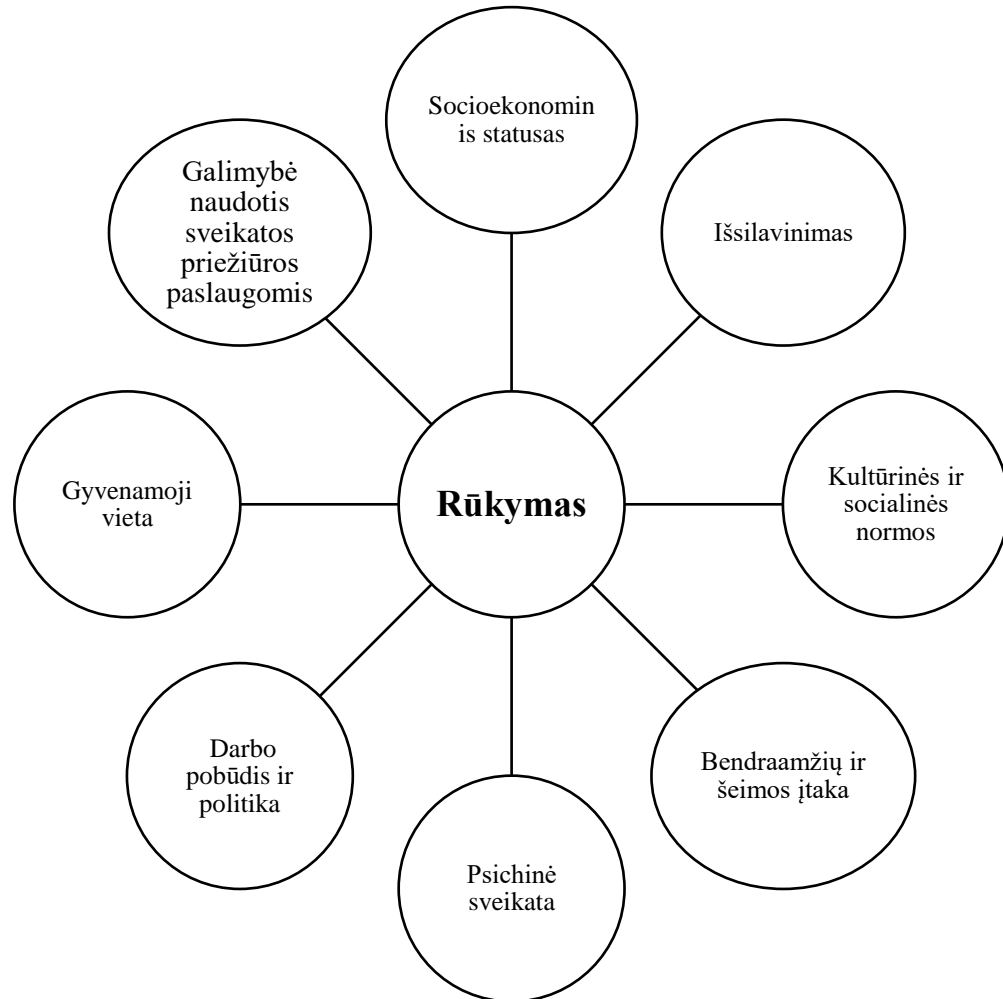 Socioekonomin
is statusas
Galimybė
naudotis
sveikatos
priežiūros
paslaugomis
Išsilavinimas
Gyvenamoji
vieta
Rūkymas
Kultūrinės ir
socialinės
normos
Darbo
pobūdis ir
politika
Bendraamžių ir
šeimos įtaka
Psichinė
sveikata